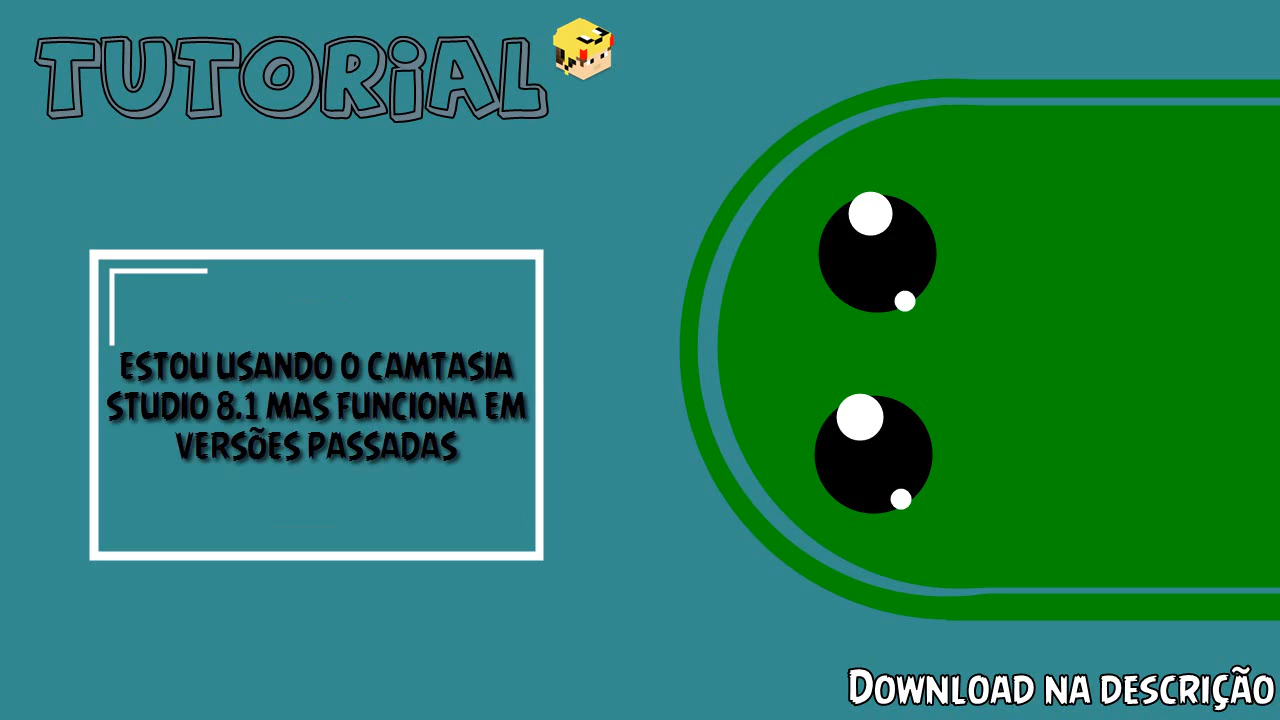 TUTORiAL
ESTOU USANDO O CAMTASIA
STUDIO 8.1 MAS FUNCIONA EM
VERSÕES PASSADAS
Download na descrição